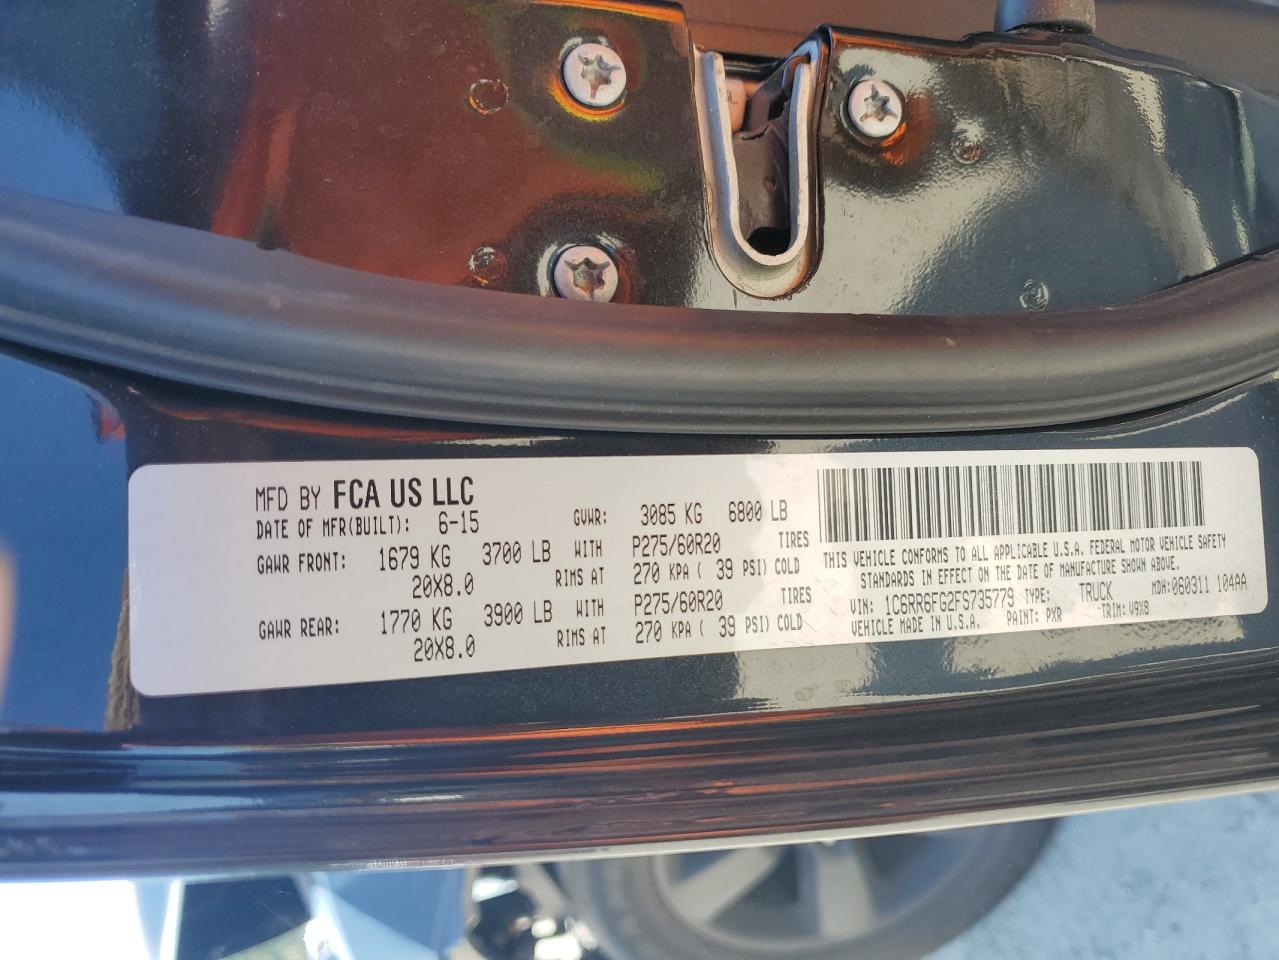 MFD BY FCA US LLC
DATE OF MFR(BUILT): 6-15 GVWR: 3085 KG 6800 LB
GAWR FRONT: 1679 KG 3700 LB WITH P275/60R20 TIRES
20X8.0 RIMS AT 270 KPA ( 39 PSI) COLD
GAWR REAR: 1770 KG 3900 LB WITH P275/60R20 TIRES
20X8.0 RIMS AT 270 KPA ( 39 PSI) COLD
THIS VEHICLE CONFORMS TO ALL APPLICABLE U.S.A. FEDERAL MOTOR VEHICLE SAFETY
STANDARDS IN EFFECT ON THE DATE OF MANUFACTURE SHOWN ABOVE.
VIN: 1C6RR6FG2FS735779 TYPE: TRUCK MDH: 060311 104AA
VEHICLE MADE IN U.S.A. PAINT: PXR TRIM: V9X8